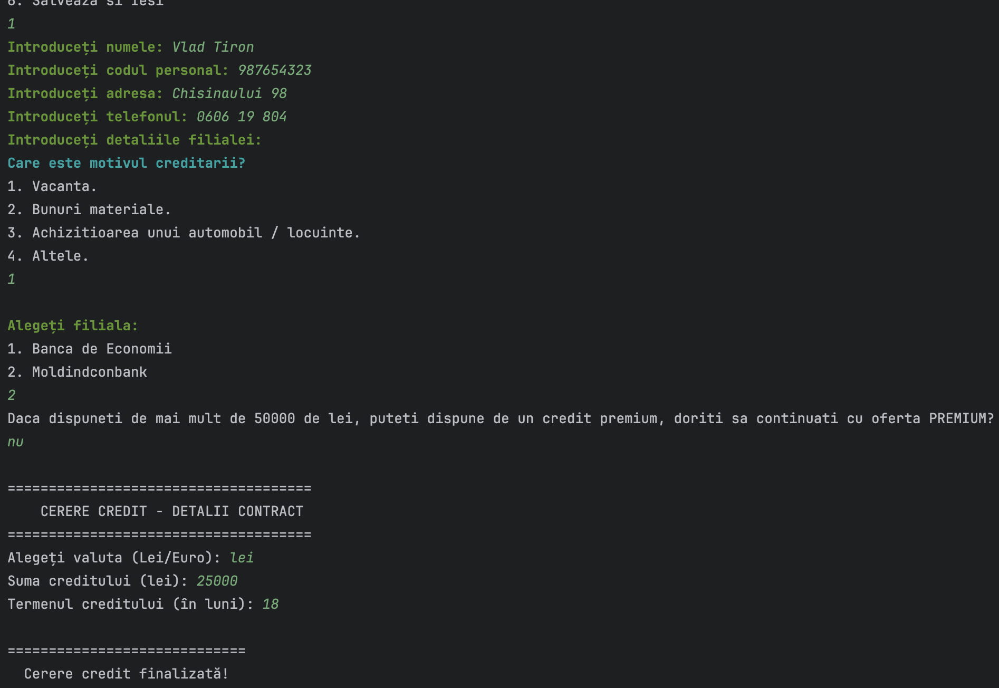 6. Salveaza si Iesi
1
Introduceți numele: Vlad Tiron
Introduceți codul personal: 987654323
Introduceți adresa: Chisinaului 98
Introduceți telefonul: 0606 19 804
Introduceți detaliile filialei:
Care este motivul creditarii?
1. Vacanta.
2. Bunuri materiale.
3. Achizitioarea unui automobil / locuinte.
4. Altele.
1
Alegeți filiala:
1. Banca de Economii
2. Moldindconbank
2
Daca dispuneti de mai mult de 50000 de lei, puteti dispune de un credit premium, doriti sa continuati cu oferta PREMIUM?
nu
=====================================
CERERE CREDIT - DETALII CONTRACT
=====================================
Alegeți valuta (Lei/Euro): lei
Suma creditului (lei): 25000
Termenul creditului (în luni): 18
=============================
Cerere credit finalizată!